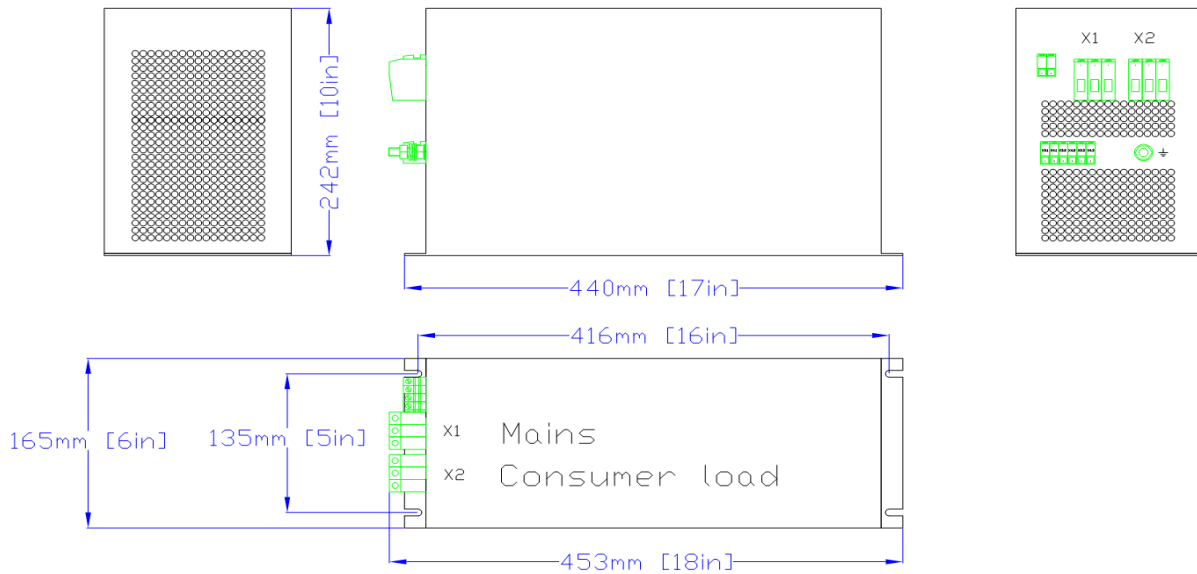 X1 X2
242mm [10in]
440mm [17in]
416mm [16in]
165mm [6in]
135mm [5in]
X1 Mains
X2 Consumer load
453mm [18in]